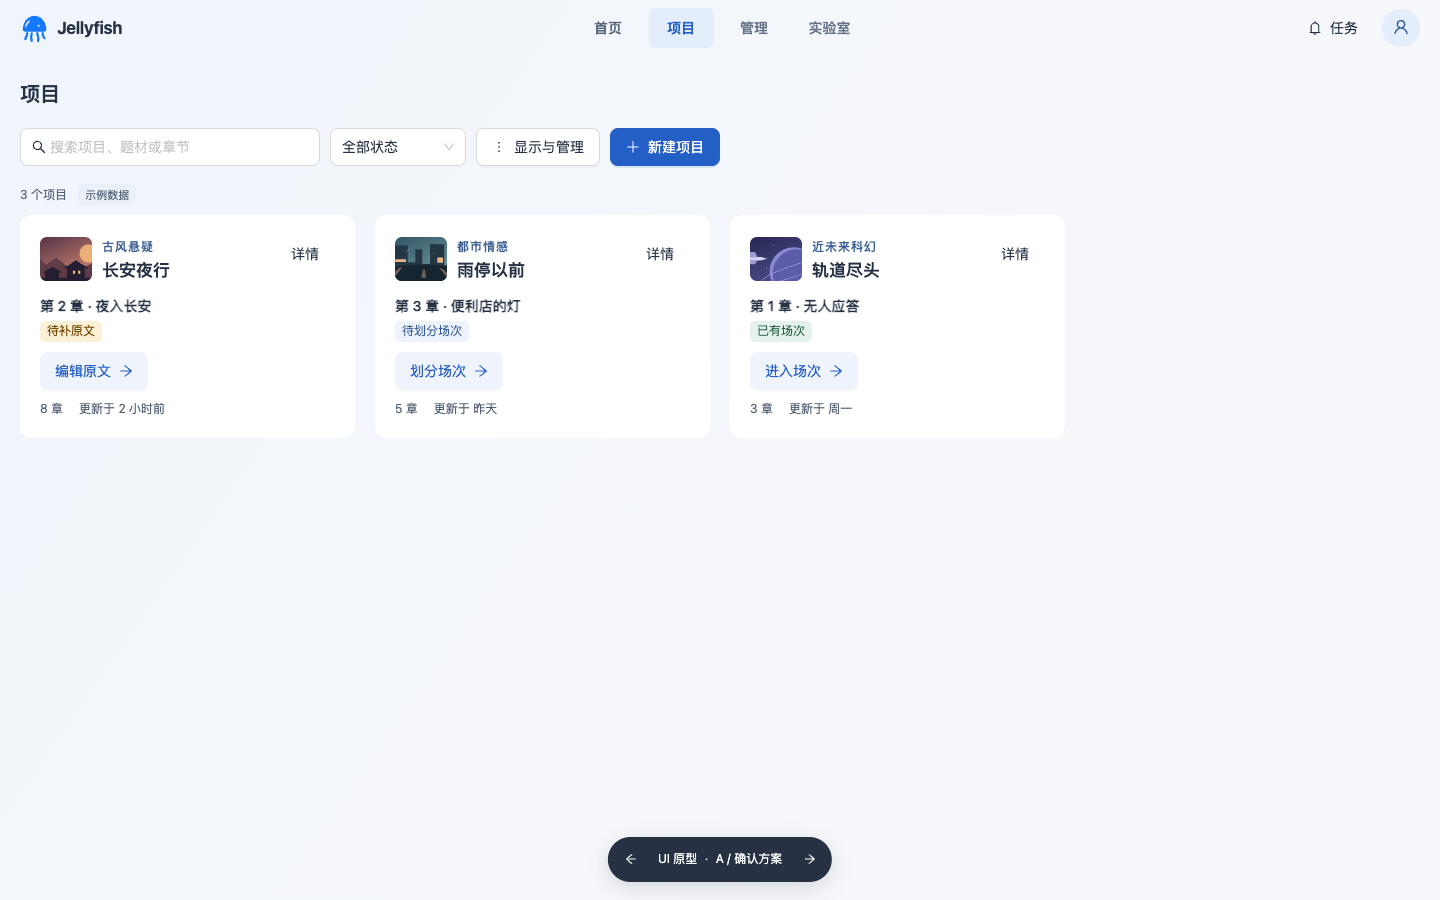 Jellyfish
首页 项目 管理 实验室
任务
项目
搜索项目、题材或章节
全部状态
显示与管理
新建项目
3 个项目 示例数据
古风悬疑
长安夜行
详情
第 2 章 · 夜入长安
待补原文
编辑原文
8 章 更新于 2 小时前
都市情感
雨停以前
详情
第 3 章 · 便利店的灯
待划分场次
划分场次
5 章 更新于 昨天
近未来科幻
轨道尽头
详情
第 1 章 · 无人应答
已有场次
进入场次
3 章 更新于 周一
UI 原型 · A / 确认方案